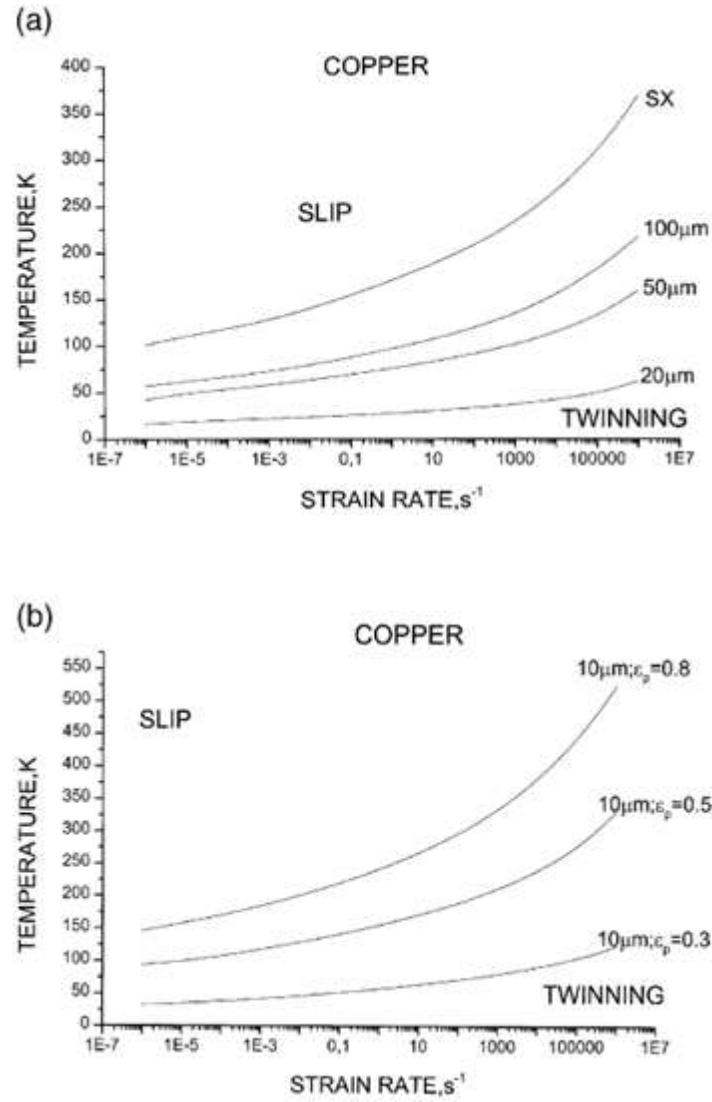 (a)
COPPER
400
350
300
250
200
150
100
50
0
TEMPERATURE,K
SLIP
SX
100μm
50μm
20μm
TWINNING
1E-7 1E-5 1E-3 0,1 10 1000 100000 1E7
STRAIN RATE,s⁻¹
(b)
COPPER
550
500
450
400
350
300
250
200
150
100
50
0
TEMPERATURE,K
SLIP
10μm;εₚ=0.8
10μm;εₚ=0.5
10μm;εₚ=0.3
TWINNING
1E-7 1E-5 1E-3 0,1 10 1000 100000 1E7
STRAIN RATE,s⁻¹